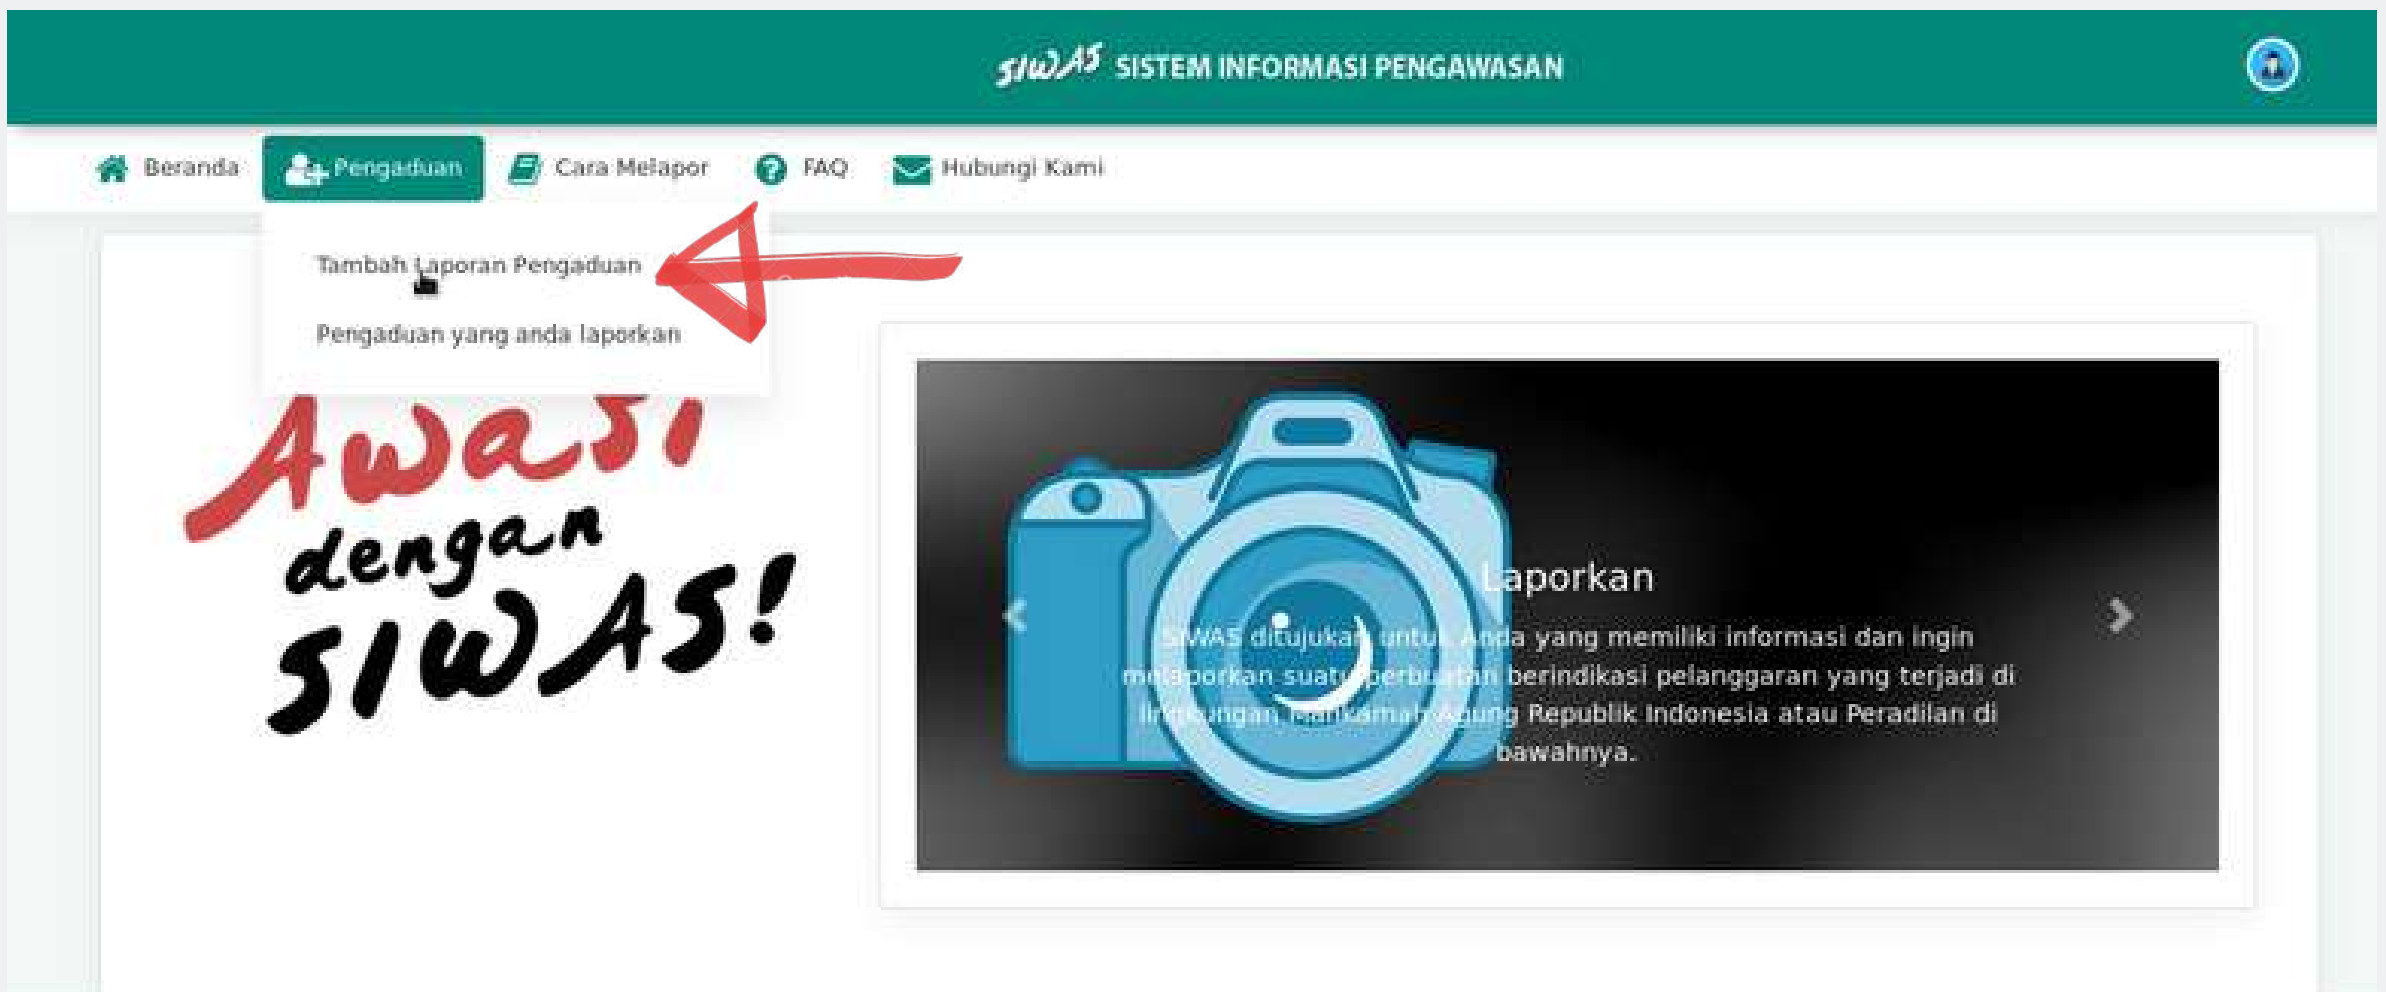 SIWAS SISTEM INFORMASI PENGAWASAN
Beranda Pengaduan Cara Melapor FAQ Hubungi Kami
Tambah Laporan Pengaduan
Pengaduan yang anda laporkan
Awasi
dengan
SIWAS!
Laporkan
SIWAS ditujukan untuk Anda yang memiliki informasi dan ingin
melaporkan suatu perbuatan berindikasi pelanggaran yang terjadi di
lingkungan Mahkamah Agung Republik Indonesia atau Peradilan di
bawahnya.